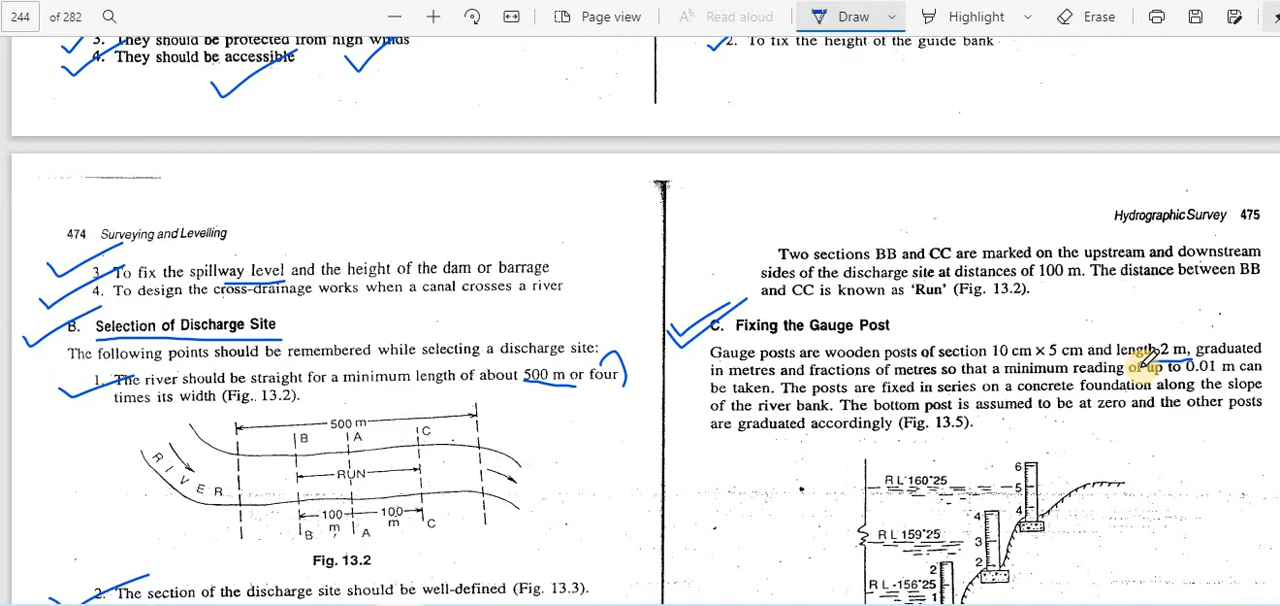 244 of 282 Page view Read aloud Draw Highlight Erase
3. They should be protected from high winds
4. They should be accessible
2. To fix the height of the guide bank
474 Surveying and Levelling
3. To fix the spillway level and the height of the dam or barrage
4. To design the cross-drainage works when a canal crosses a river
B. Selection of Discharge Site
The following points should be remembered while selecting a discharge site:
1. The river should be straight for a minimum length of about 500 m or four
times its width (Fig. 13.2).
500 m
B A C
RIVER
RUN
100 m 100 m
B A C
Fig. 13.2
2. The section of the discharge site should be well-defined (Fig. 13.3).
Hydrographic Survey 475
Two sections BB and CC are marked on the upstream and downstream
sides of the discharge site at distances of 100 m. The distance between BB
and CC is known as 'Run' (Fig. 13.2).
C. Fixing the Gauge Post
Gauge posts are wooden posts of section 10 cm × 5 cm and length 2 m, graduated
in metres and fractions of metres so that a minimum reading of up to 0.01 m can
be taken. The posts are fixed in series on a concrete foundation along the slope
of the river bank. The bottom post is assumed to be at zero and the other posts
are graduated accordingly (Fig. 13.5).
RL 160.25
6
5
4
RL 159.25
4
3
2
RL 156.25
2
1